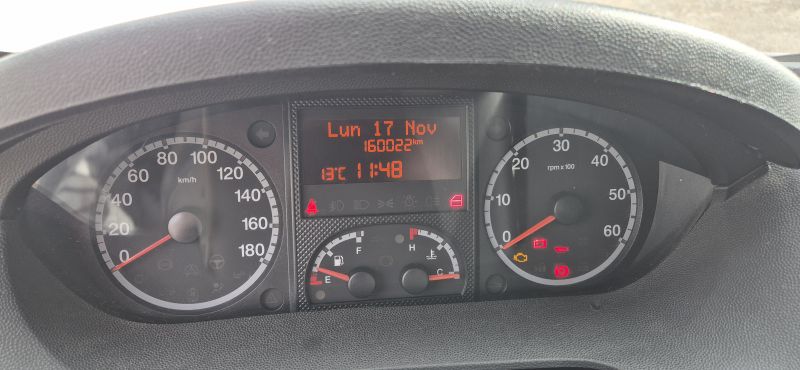 80 100
60 120
km/h
40 140
20 160
0 180
Lun 17 Nov
160022km
13°C 11:48
F H
E C
20 30 40
rpm x 100
10 50
0 60